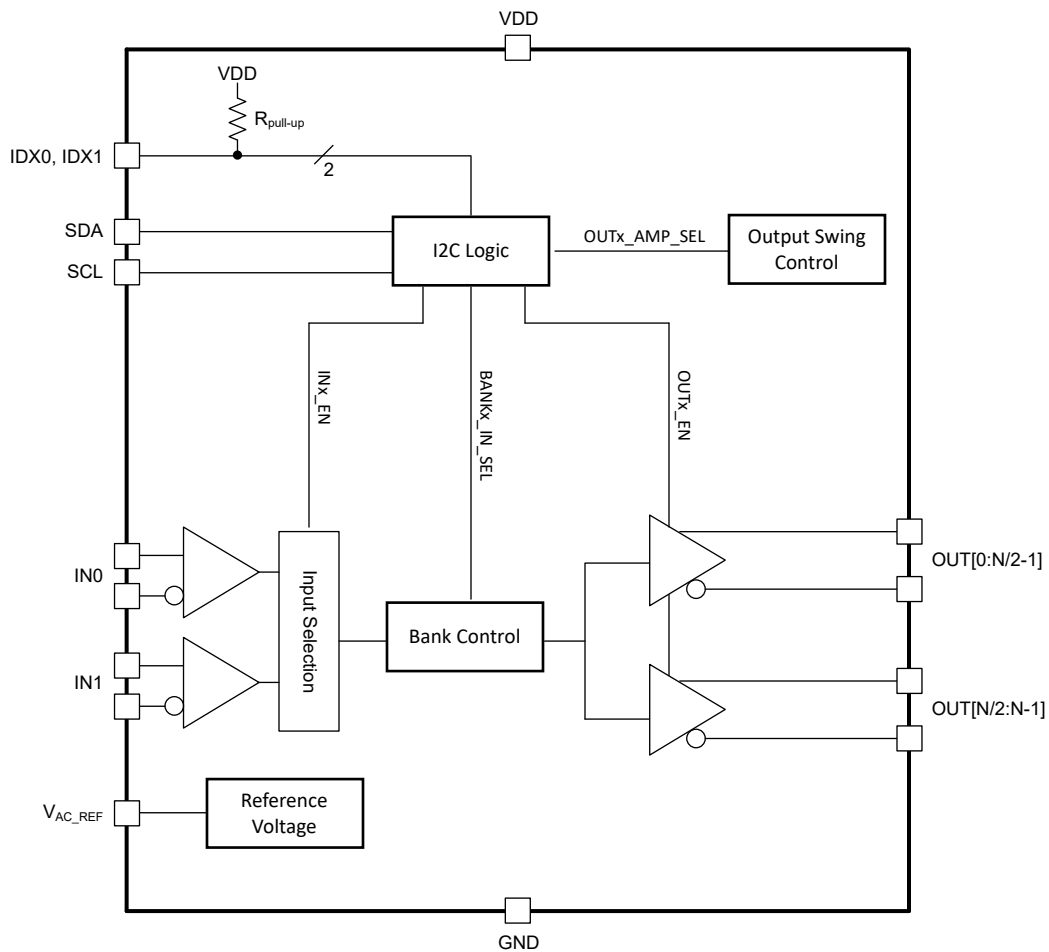 VDD
VDD
Rpull-up
IDX0, IDX1
2
SDA
SCL
I2C Logic
OUTx_AMP_SEL
Output Swing
Control
INx_EN
BANKx_IN_SEL
OUTx_EN
IN0
IN1
Input Selection
Bank Control
OUT[0:N/2-1]
OUT[N/2:N-1]
VAC_REF
Reference
Voltage
GND